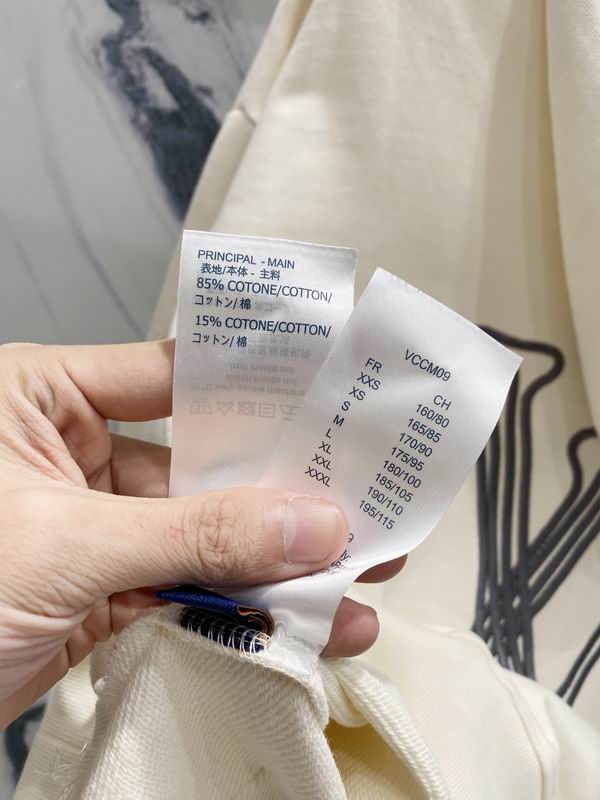 PRINCIPAL - MAIN
表地/本体 - 主料
85% COTONE/COTTON/
コットン/ 棉
15% COTONE/COTTON/
コットン/ 棉
VCCM09
FR CH
XXS 160/80
XS 165/85
S 170/90
M 175/95
L 180/100
XL 185/105
XXL 190/110
XXXL 195/115